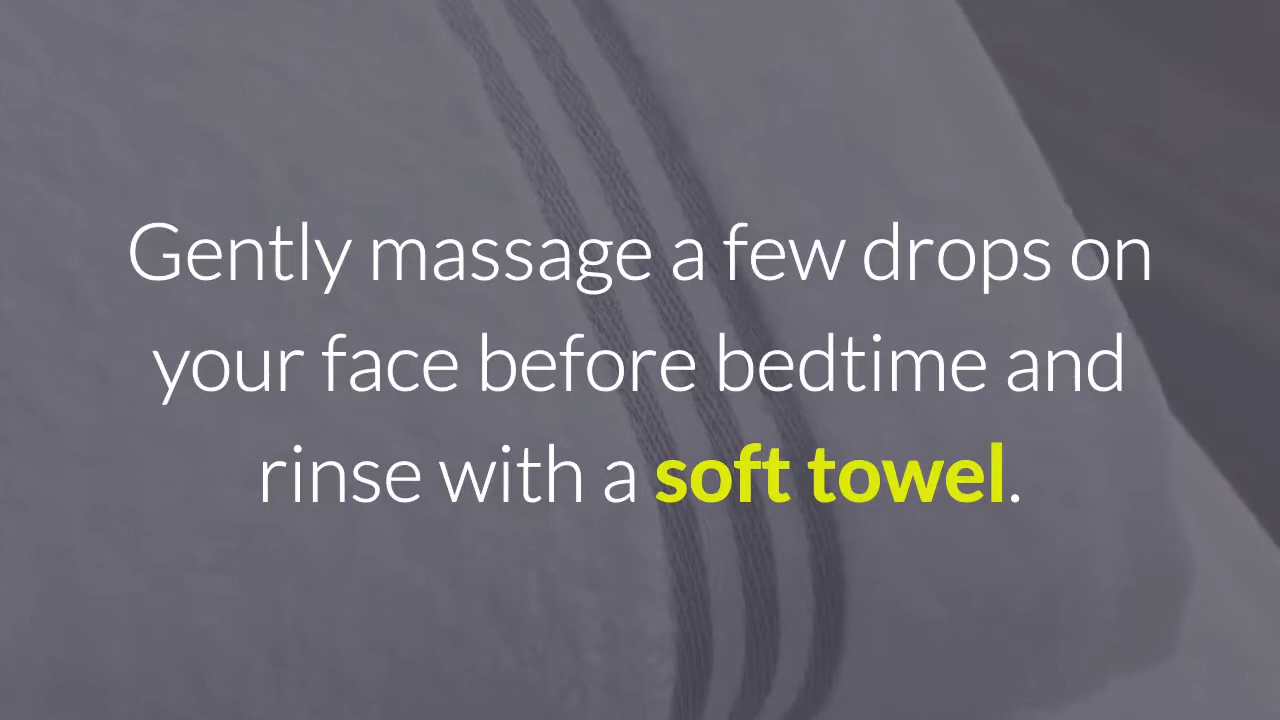 Gently massage a few drops on
your face before bedtime and
rinse with a soft towel.